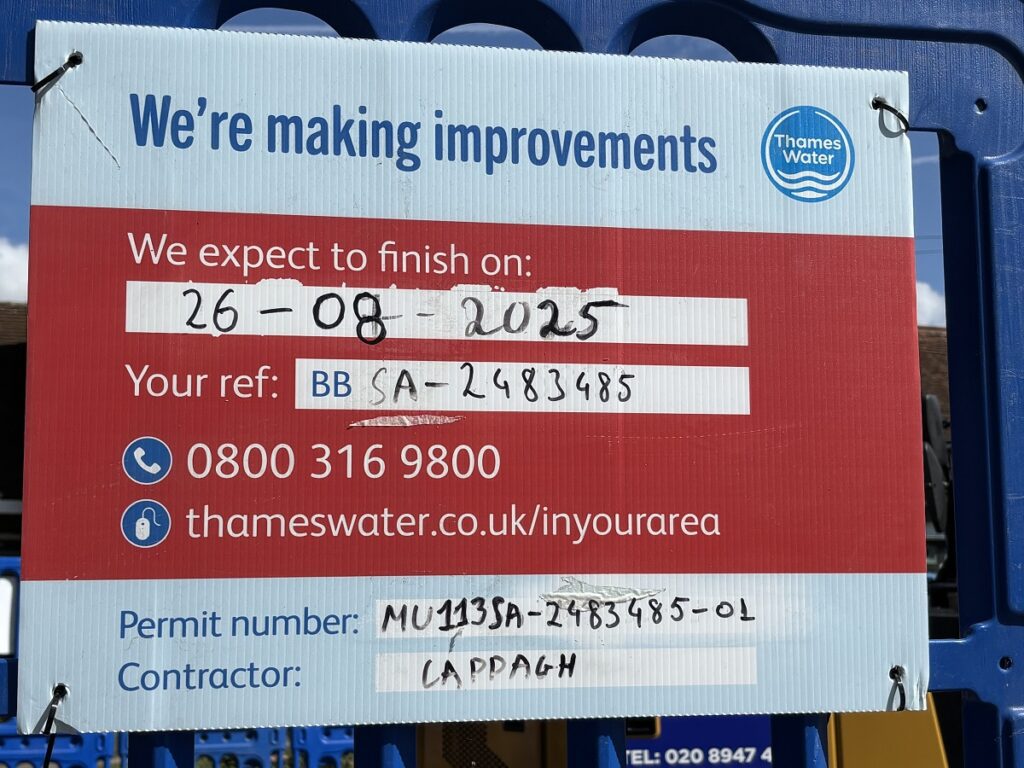 We're making improvements
Thames
Water
We expect to finish on:
26-08-2025
Your ref: BB SA-2483485
0800 316 9800
thameswater.co.uk/inyourarea
Permit number: MU113SA-2483485-01
Contractor: CAPPAGH
TEL: 020 8947 4